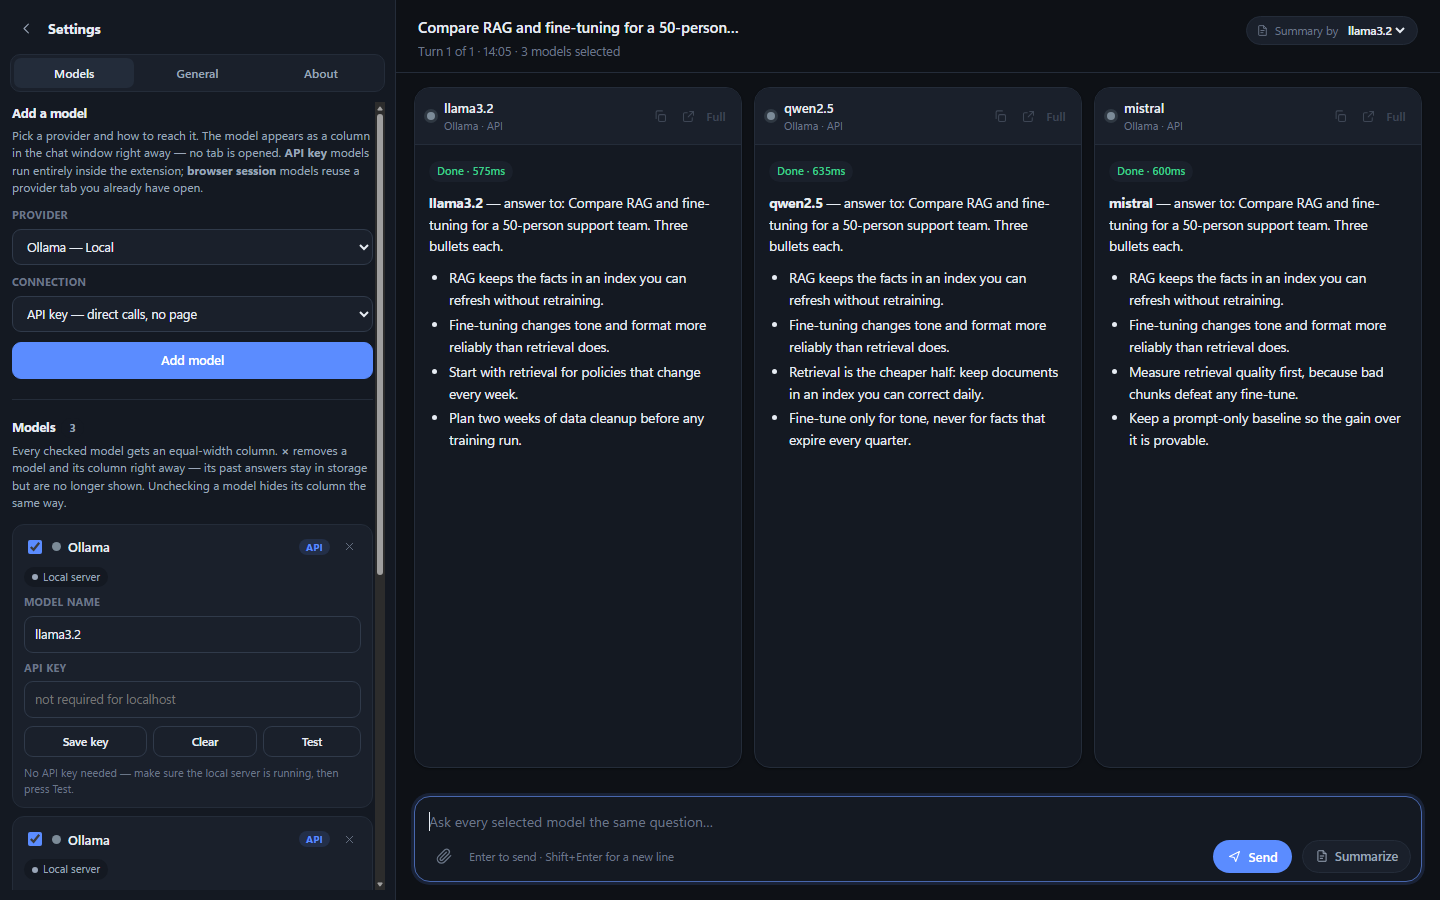 Settings
Models
General
About
Add a model
Pick a provider and how to reach it. The model appears as a column
in the chat window right away — no tab is opened. API key models
run entirely inside the extension; browser session models reuse a
provider tab you already have open.
PROVIDER
Ollama — Local
CONNECTION
API key — direct calls, no page
Add model
Models 3
Every checked model gets an equal-width column. × removes a
model and its column right away — its past answers stay in storage
but are no longer shown. Unchecking a model hides its column the
same way.
Ollama
API
Local server
MODEL NAME
llama3.2
API KEY
not required for localhost
Save key
Clear
Test
No API key needed — make sure the local server is running, then
press Test.
Ollama
API
Local server
Compare RAG and fine-tuning for a 50-person...
Turn 1 of 1 · 14:05 · 3 models selected
Summary by llama3.2
llama3.2
Ollama · API
Full
Done · 575ms
llama3.2 — answer to: Compare RAG and fine-
tuning for a 50-person support team. Three
bullets each.
• RAG keeps the facts in an index you can
refresh without retraining.
• Fine-tuning changes tone and format more
reliably than retrieval does.
• Start with retrieval for policies that change
every week.
• Plan two weeks of data cleanup before any
training run.
qwen2.5
Ollama · API
Full
Done · 635ms
qwen2.5 — answer to: Compare RAG and fine-
tuning for a 50-person support team. Three
bullets each.
• RAG keeps the facts in an index you can
refresh without retraining.
• Fine-tuning changes tone and format more
reliably than retrieval does.
• Retrieval is the cheaper half: keep documents
in an index you can correct daily.
• Fine-tune only for tone, never for facts that
expire every quarter.
mistral
Ollama · API
Full
Done · 600ms
mistral — answer to: Compare RAG and fine-
tuning for a 50-person support team. Three
bullets each.
• RAG keeps the facts in an index you can
refresh without retraining.
• Fine-tuning changes tone and format more
reliably than retrieval does.
• Measure retrieval quality first, because bad
chunks defeat any fine-tune.
• Keep a prompt-only baseline so the gain over
it is provable.
Ask every selected model the same question...
Enter to send · Shift+Enter for a new line
Send
Summarize